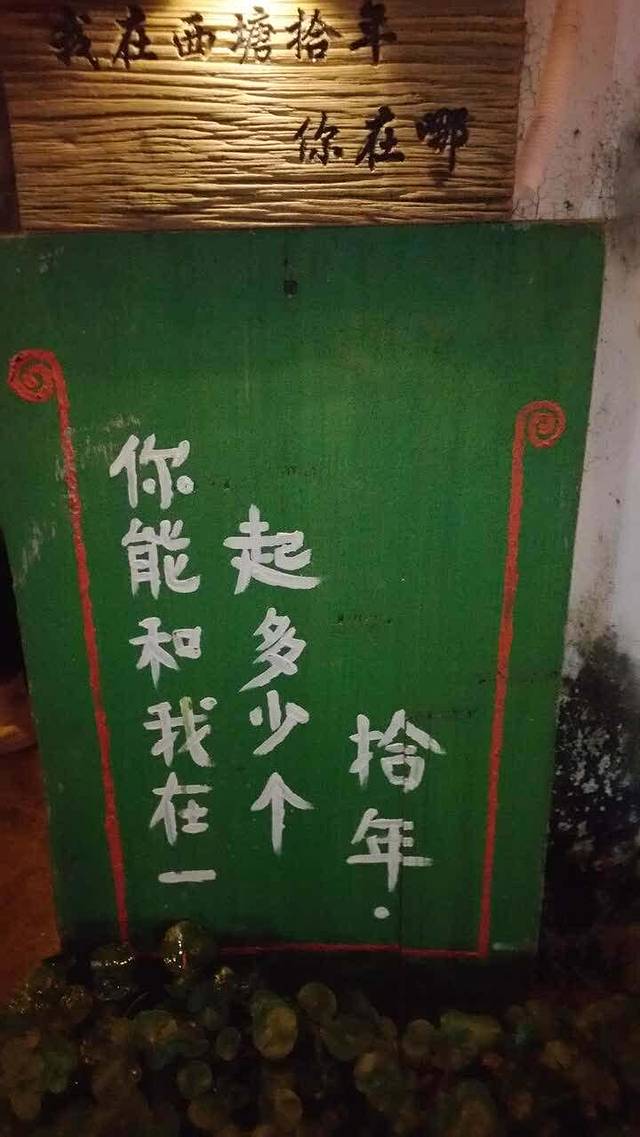 我在西塘拾年
你在哪
你能和我在一
起多少个
拾年.